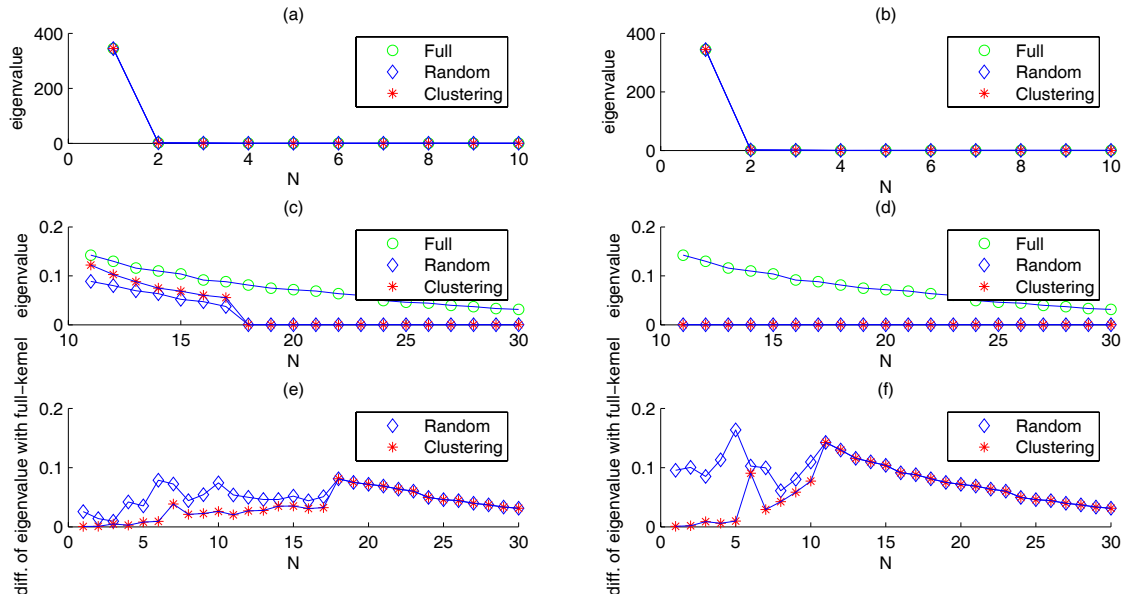 (a)
eigenvalue
400
200
0
Full
Random
Clustering
0 2 4 6 8 10
N
(b)
eigenvalue
400
200
0
Full
Random
Clustering
0 2 4 6 8 10
N
(c)
eigenvalue
0.2
0.1
0
Full
Random
Clustering
10 15 20 25 30
N
(d)
eigenvalue
0.2
0.1
0
Full
Random
Clustering
10 15 20 25 30
N
(e)
diff. of eigenvalue with full-kernel
0.2
0.1
0
Random
Clustering
0 5 10 15 20 25 30
N
(f)
diff. of eigenvalue with full-kernel
0.2
0.1
0
Random
Clustering
0 5 10 15 20 25 30
N